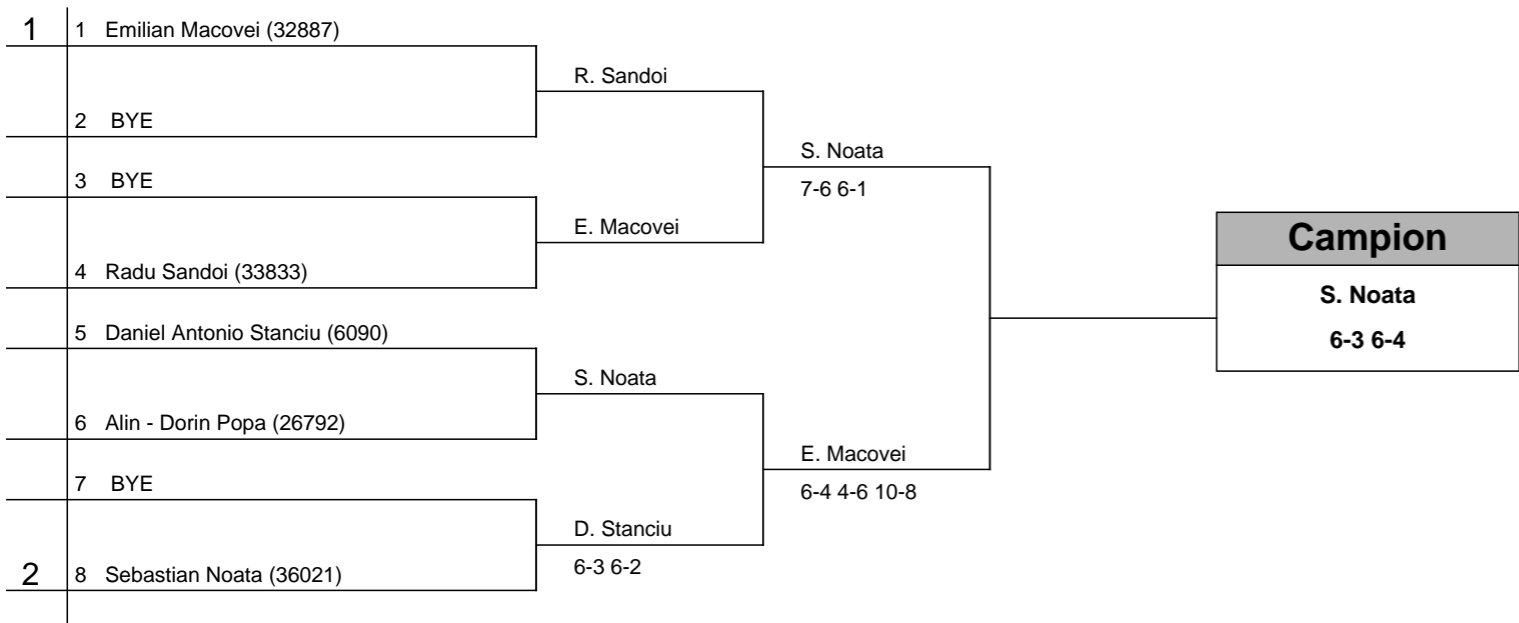 1 1 Emilian Macovei (32887)
R. Sandoi
2 BYE
S. Noata
3 BYE
7-6 6-1
E. Macovei
Campion
4 Radu Sandoi (33833)
S. Noata
5 Daniel Antonio Stanciu (6090)
6-3 6-4
S. Noata
6 Alin - Dorin Popa (26792)
E. Macovei
7 BYE
6-4 4-6 10-8
D. Stanciu
2 8 Sebastian Noata (36021)
6-3 6-2